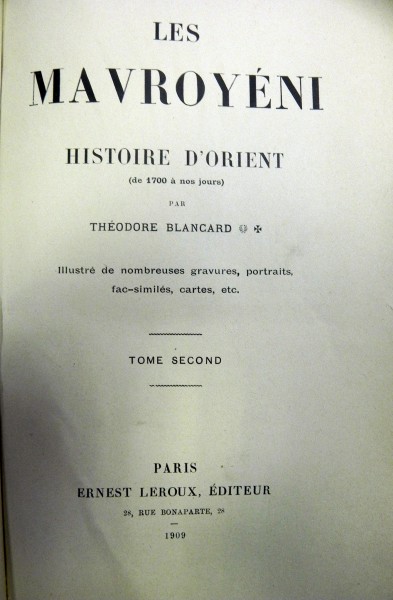 LES
MAVROYÉNI
HISTOIRE D'ORIENT
(de 1700 à nos jours)
PAR
THÉODORE BLANCARD
Illustré de nombreuses gravures, portraits,
fac-similés, cartes, etc.
TOME SECOND
PARIS
ERNEST LEROUX, ÉDITEUR
28, RUE BONAPARTE, 28
1909